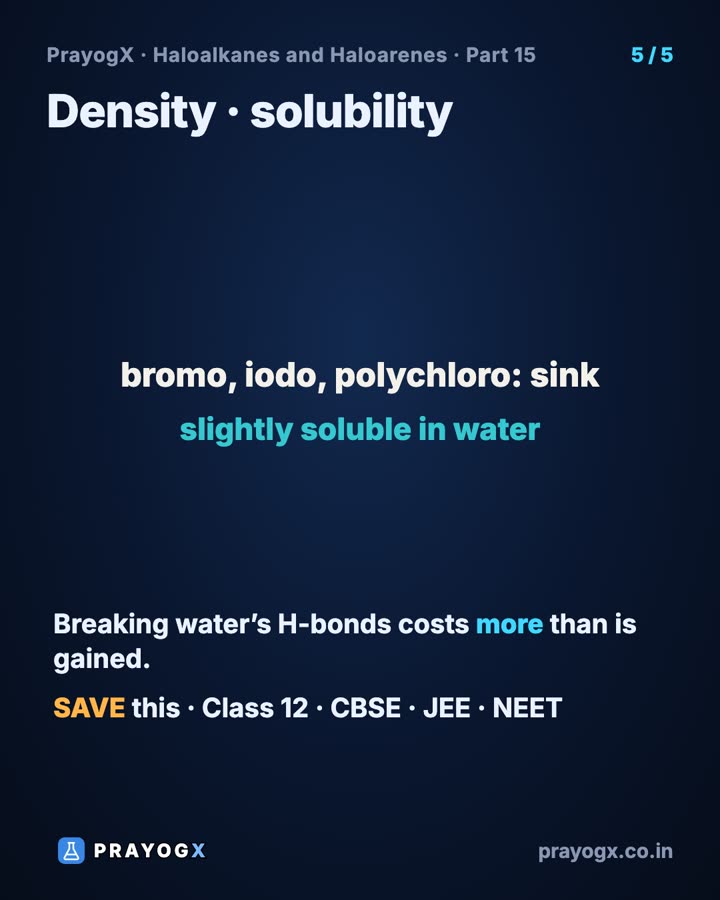 PrayogX · Haloalkanes and Haloarenes · Part 15
5 / 5
Density · solubility
bromo, iodo, polychloro: sink
slightly soluble in water
Breaking water’s H-bonds costs more than is
gained.
SAVE this · Class 12 · CBSE · JEE · NEET
PRAYOGX
prayogx.co.in